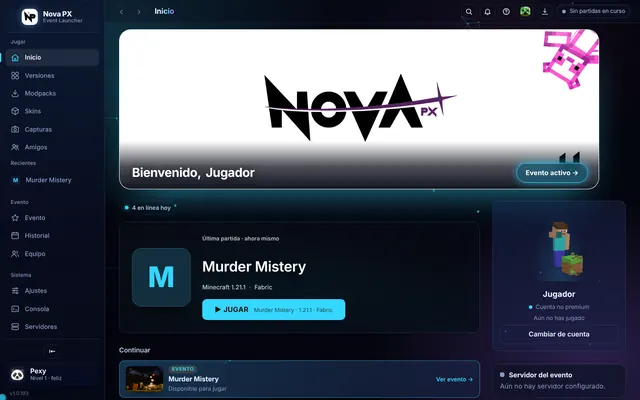 Nova PX
Event Launcher
Jugar
Inicio
Versiones
Modpacks
Skins
Capturas
Amigos
Recientes
M Murder Mistery
Evento
Evento
Historial
Equipo
Sistema
Ajustes
Consola
Servidores
Pexy
Nivel 1 · feliz
Inicio
Sin partidas en curso
NOVA PX
Bienvenido, Jugador
Evento activo →
4 en línea hoy
Última partida · ahora mismo
M
Murder Mistery
Minecraft 1.21.1 · Fabric
▶ JUGAR Murder Mistery · 1.21.1 · Fabric
Continuar
EVENTO
Murder Mistery
Disponible para jugar
Ver evento →
Jugador
Cuenta no premium
Aún no has jugado
Cambiar de cuenta
Servidor del evento
Aún no hay servidor configurado.